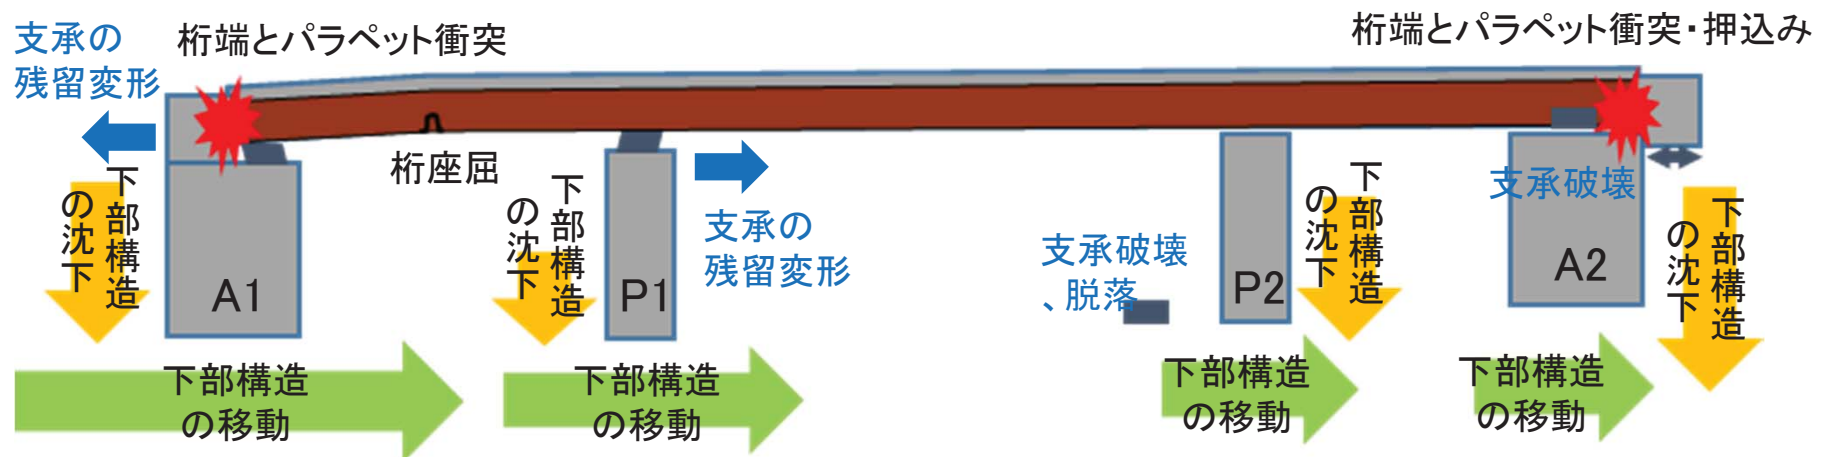 支承の
残留変形
桁端とパラペット衝突
桁端とパラペット衝突・押込み
桁座屈
下部構造
の沈下
A1
下部構造
の沈下
P1
支承の
残留変形
支承破壊
、脱落
P2
下部構造
の沈下
支承破壊
A2
下部構造
の沈下
下部構造
の移動
下部構造
の移動
下部構造
の移動
下部構造
の移動